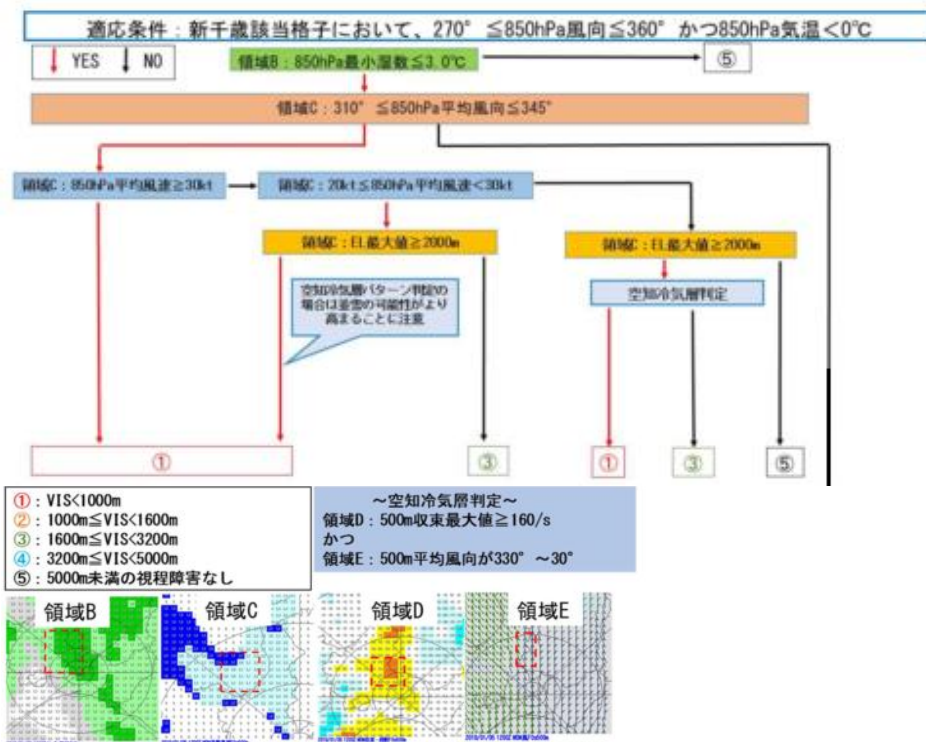 適応条件：新千歳該当格子において、270°≦850hPa風向≦360°かつ850hPa気温<0℃
YES
NO
領域B：850hPa最小湿数≦3.0℃
⑤
領域C：310°≦850hPa平均風向≦345°
領域C：850hPa平均風速≧30kt
領域C：20kt≦850hPa平均風速<30kt
領域C：EL最大値≧2000m
領域C：EL最大値≧2000m
空知冷気層パターン判定の
場合は並雪の可能性がより
高まることに注意
空知冷気層判定
①
③
①
③
⑤
①：VIS<1000m
②：1000m≦VIS<1600m
③：1600m≦VIS<3200m
④：3200m≦VIS<5000m
⑤：5000m未満の視程障害なし
～空知冷気層判定～
領域D：500m収束最大値≧160/s
かつ
領域E：500m平均風向が330°～30°
領域B
領域C
領域D
領域E